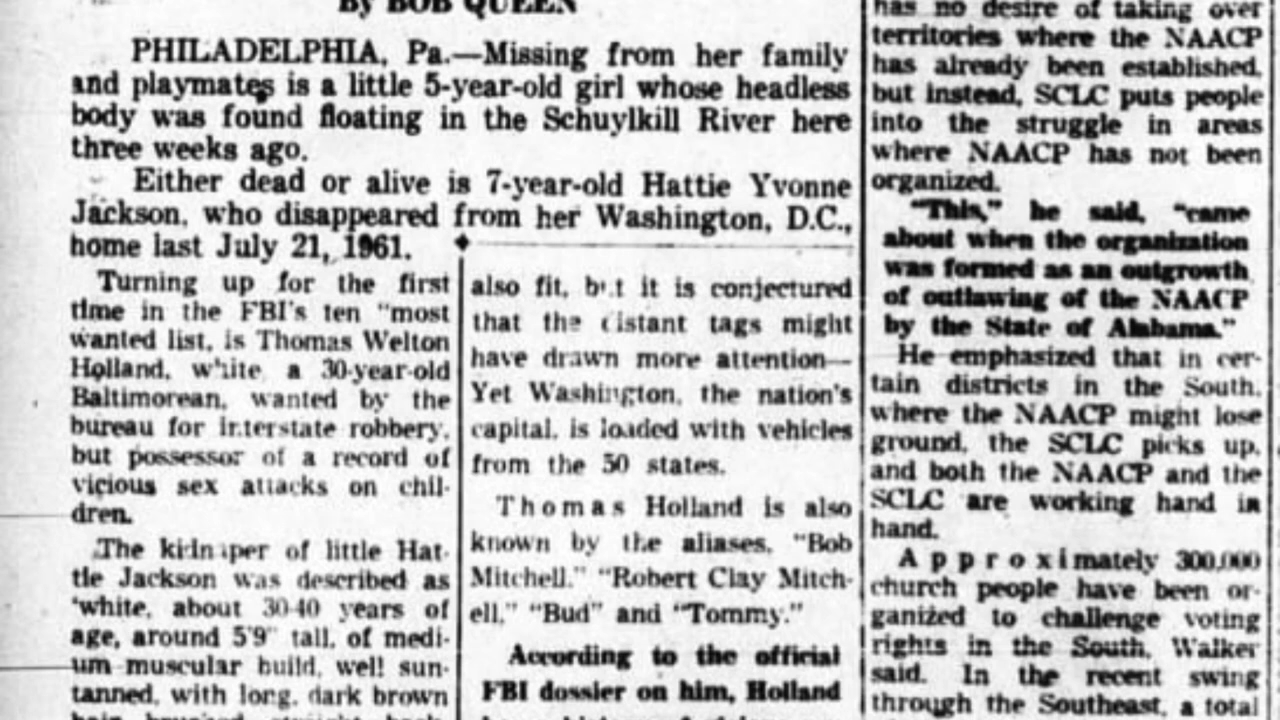 By BOB QUEEN
PHILADELPHIA, Pa.—Missing from her family
and playmates is a little 5-year-old girl whose headless
body was found floating in the Schuylkill River here
three weeks ago.
Either dead or alive is 7-year-old Hattie Yvonne
Jackson, who disappeared from her Washington, D.C.,
home last July 21, 1961.
Turning up for the first
time in the FBI's ten "most
wanted list, is Thomas Welton
Holland, white, a 30-year-old
Baltimorean, wanted by the
bureau for interstate robbery,
but possessor of a record of
vicious sex attacks on chil-
dren.
The kidnaper of little Hat-
tie Jackson was described as
"white, about 30-40 years of
age, around 5'9" tall, of medi-
um muscular build, well sun-
tanned, with long, dark brown
also fit, but it is conjectured
that the distant tags might
have drawn more attention—
Yet Washington, the nation's
capital, is loaded with vehicles
from the 50 states.
Thomas Holland is also
known by the aliases, "Bob
Mitchell," "Robert Clay Mitch-
ell," "Bud" and "Tommy."
According to the official
FBI dossier on him, Holland
has no desire of taking over
territories where the NAACP
has already been established,
but instead, SCLC puts people
into the struggle in areas
where NAACP has not been
organized.
"This," he said, "came
about when the organization
was formed as an outgrowth
of outlawing of the NAACP
by the State of Alabama."
He emphasized that in cer-
tain districts in the South,
where the NAACP might lose
ground, the SCLC picks up,
and both the NAACP and the
SCLC are working hand in
hand.
Approximately 300,000
church people have been or-
ganized to challenge voting
rights in the South, Walker
said. In the recent swing
through the Southeast, a total